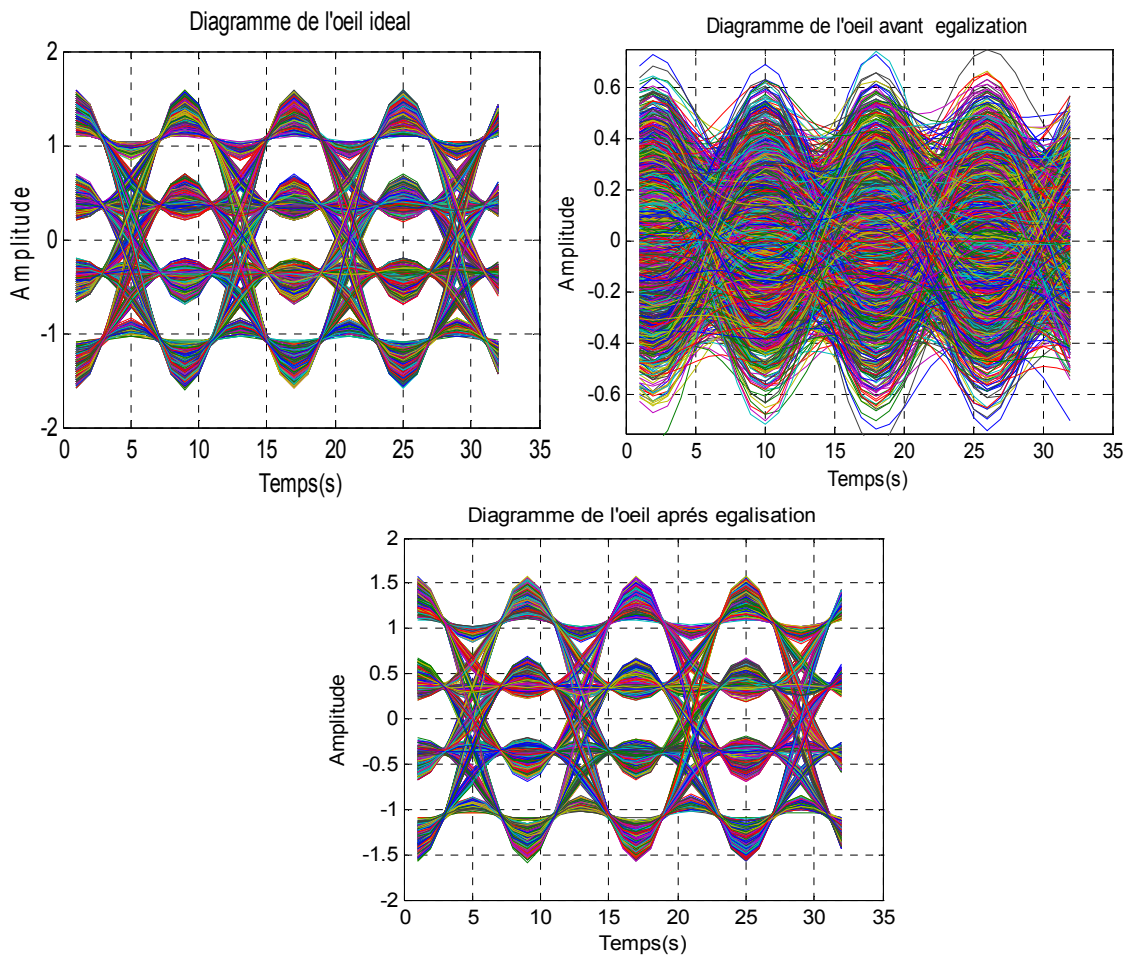 Diagramme de l'oeil ideal
2
1
0
-1
-2
Amplitude
0 5 10 15 20 25 30 35
Temps(s)
Diagramme de l'oeil avant egalization
0.6
0.4
0.2
0
-0.2
-0.4
-0.6
Amplitude
0 5 10 15 20 25 30 35
Temps(s)
Diagramme de l'oeil aprés egalisation
2
1.5
1
0.5
0
-0.5
-1
-1.5
-2
Amplitude
0 5 10 15 20 25 30 35
Temps(s)